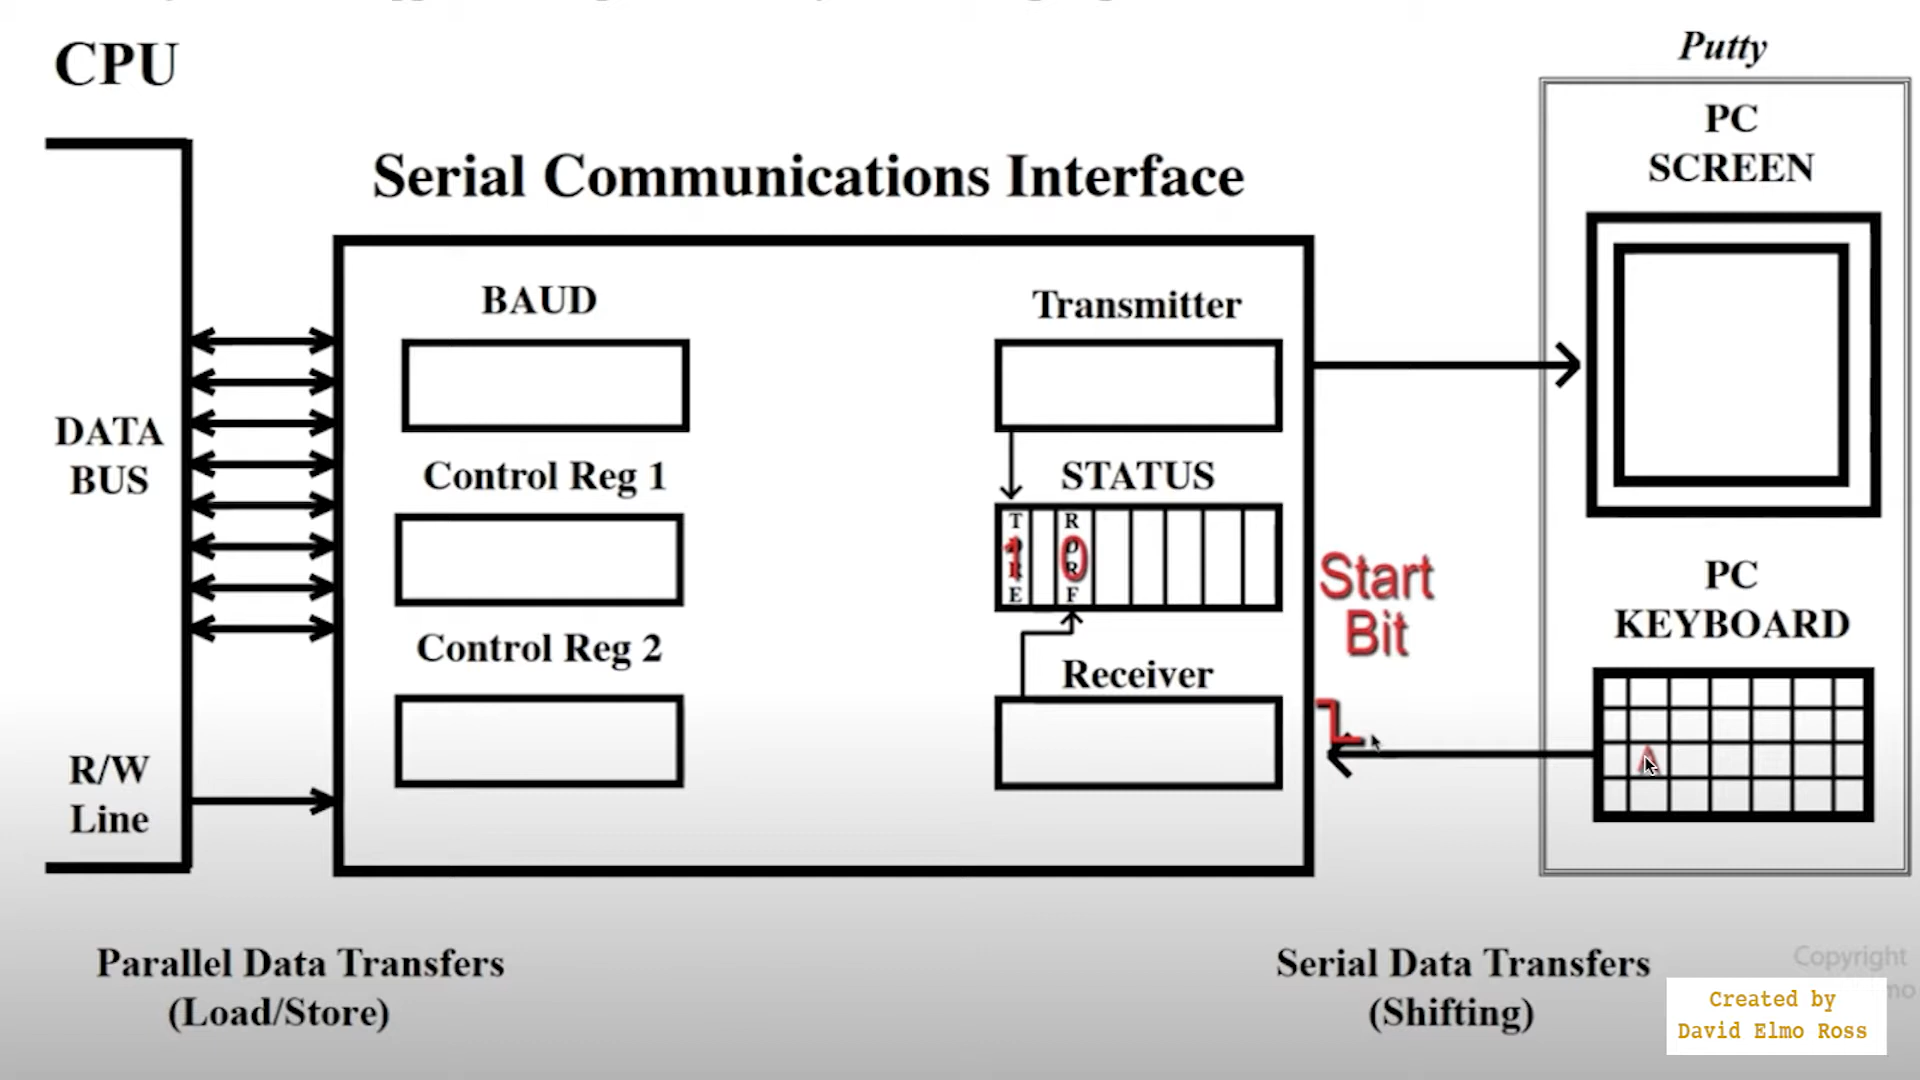 CPU
Putty
PC
SCREEN
Serial Communications Interface
BAUD
Transmitter
DATA
BUS
Control Reg 1
STATUS
T
D
R
E
1
R
D
R
F
0
Start
Bit
PC
KEYBOARD
Control Reg 2
Receiver
A
R/W
Line
Parallel Data Transfers
(Load/Store)
Serial Data Transfers
(Shifting)
Copyright
Created by
David Elmo Ross